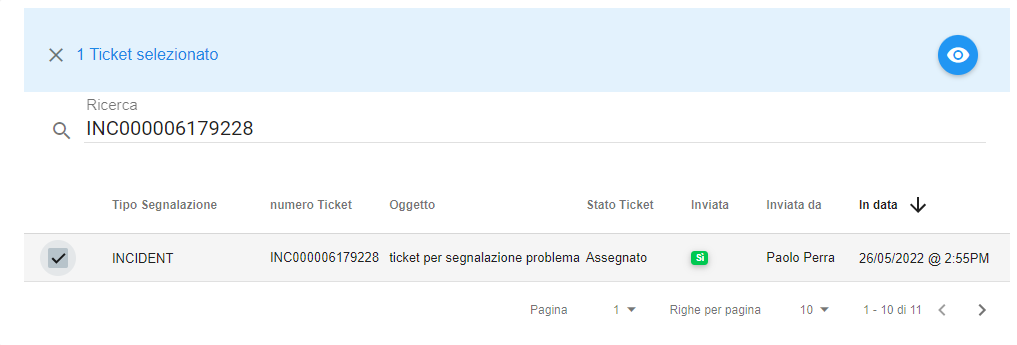 1 Ticket selezionato
Ricerca
INC000006179228
Tipo Segnalazione numero Ticket Oggetto Stato Ticket Inviata Inviata da In data
INCIDENT INC000006179228 ticket per segnalazione problema Assegnato Sì Paolo Perra 26/05/2022 @ 2:55PM
Pagina 1 Righe per pagina 10 1 - 10 di 11